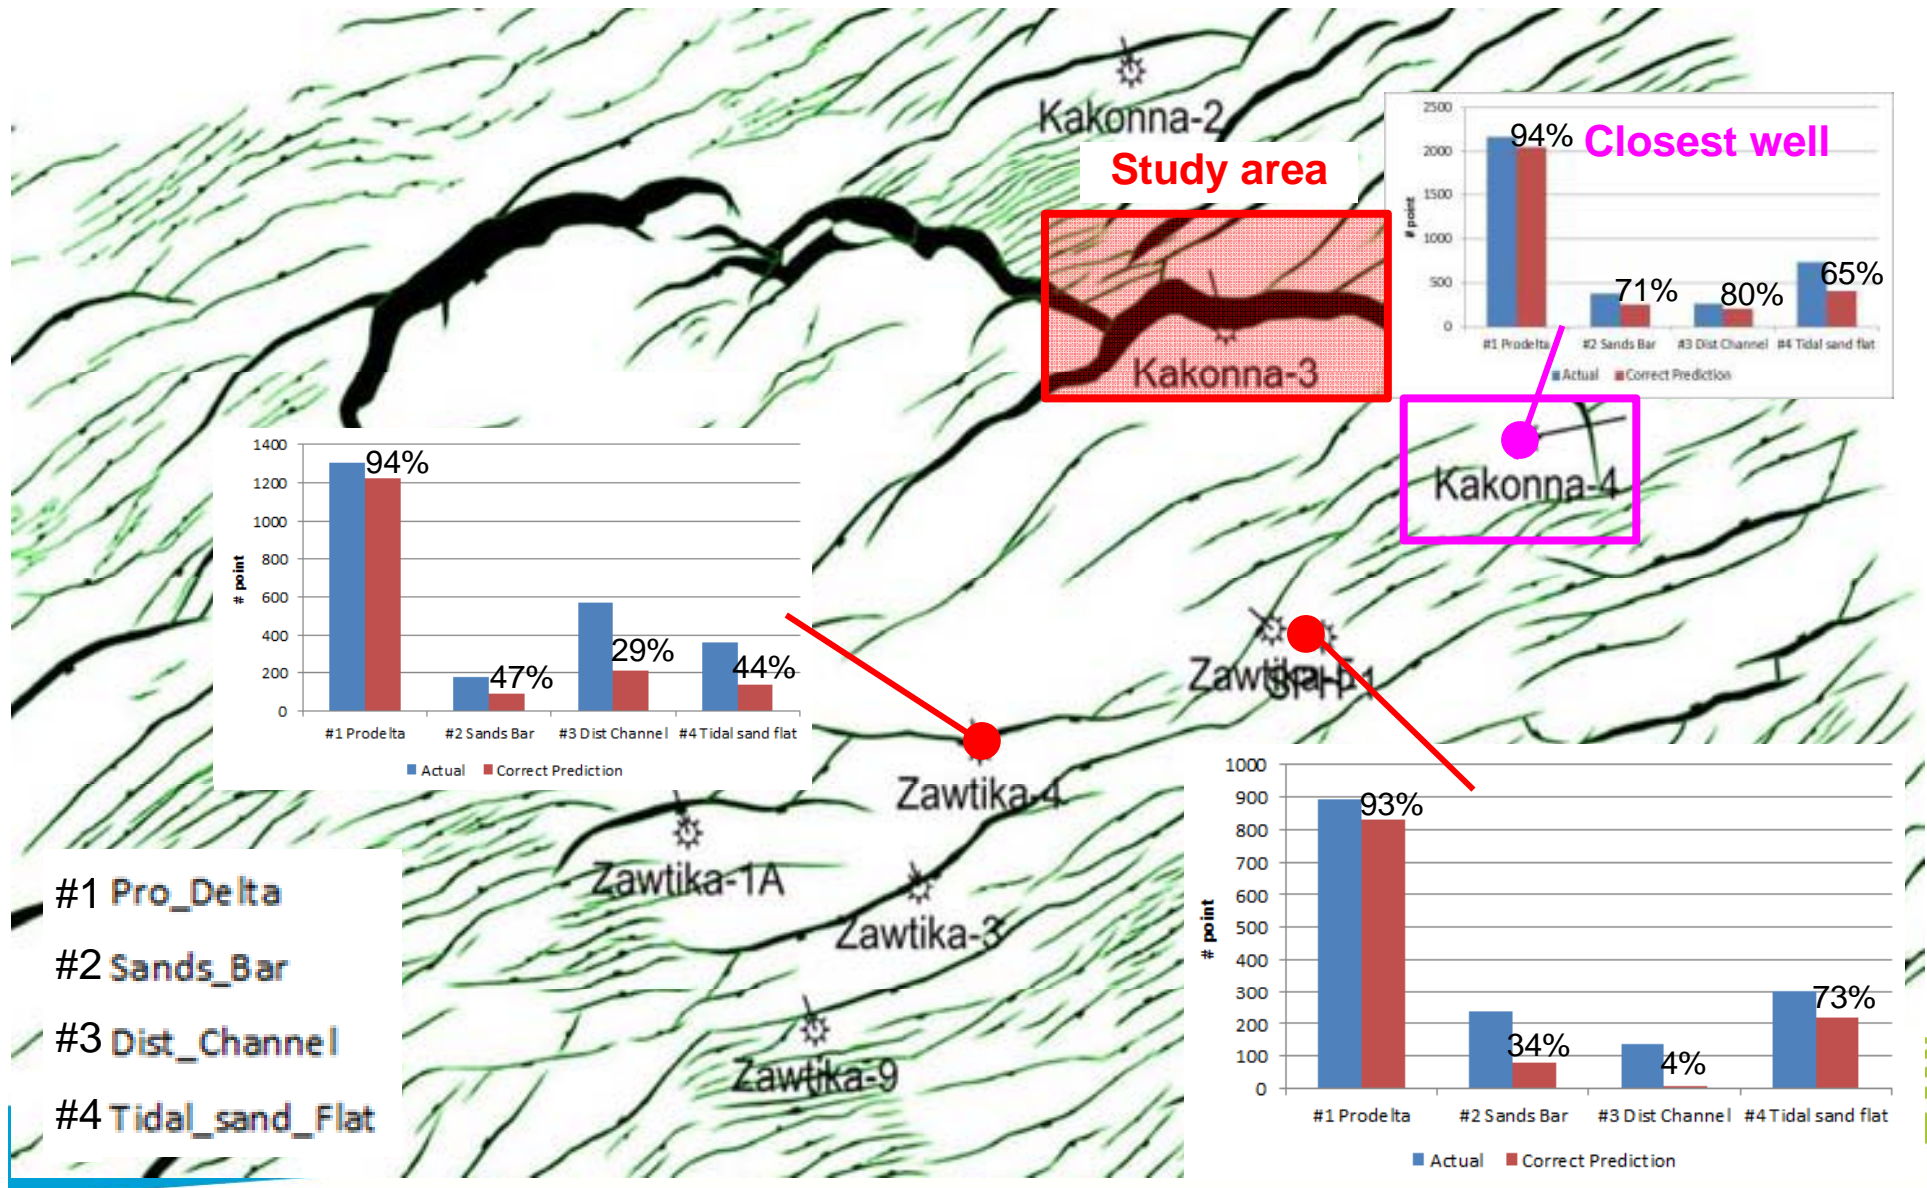 Kakonna-2
Study area
Kakonna-3
2500
2000
1500
1000
500
0
# point
94%
Closest well
71%
80%
65%
#1 Prodelta
#2 Sands Bar
#3 Dist Channel
#4 Tidal sand flat
Actual
Correct Prediction
Kakonna-4
1400
1200
1000
800
600
400
200
0
# point
94%
47%
29%
44%
#1 Prodelta
#2 Sands Bar
#3 Dist Channel
#4 Tidal sand flat
Actual
Correct Prediction
Zawtika-4
Zawtika-1A
Zawtika-3
Zawtika-9
1000
900
800
700
600
500
400
300
200
100
0
# point
93%
34%
4%
73%
#1 Prodelta
#2 Sands Bar
#3 Dist Channel
#4 Tidal sand flat
Actual
Correct Prediction
#1 Pro_Delta
#2 Sands_Bar
#3 Dist_Channel
#4 Tidal_sand_Flat